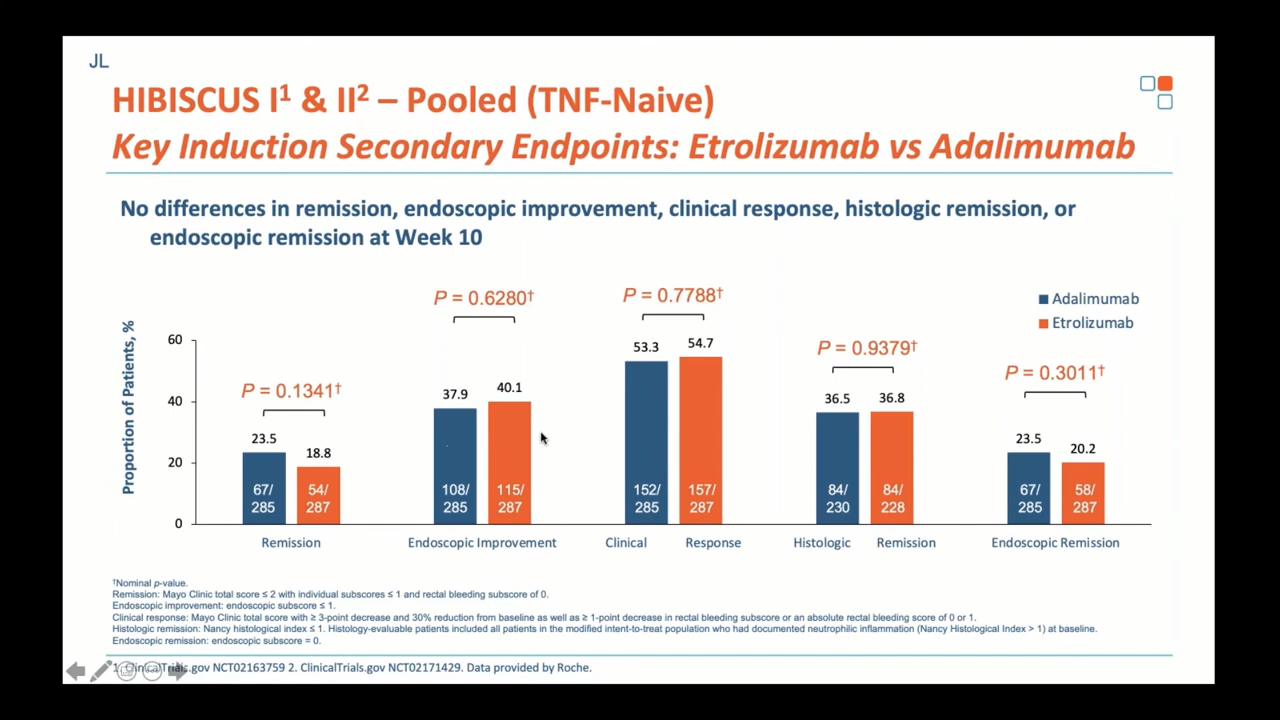 JL
HIBISCUS I¹ & II² – Pooled (TNF-Naive)
Key Induction Secondary Endpoints: Etrolizumab vs Adalimumab
No differences in remission, endoscopic improvement, clinical response, histologic remission, or
endoscopic remission at Week 10
Adalimumab
Etrolizumab
Proportion of Patients, %
60
40
20
0
P = 0.1341†
23.5
18.8
67/
285
54/
287
Remission
P = 0.6280†
37.9
40.1
108/
285
115/
287
Endoscopic Improvement
P = 0.7788†
53.3
54.7
152/
285
157/
287
Clinical Response
P = 0.9379†
36.5
36.8
84/
230
84/
228
Histologic Remission
P = 0.3011†
23.5
20.2
67/
285
58/
287
Endoscopic Remission
†Nominal p-value.
Remission: Mayo Clinic total score ≤ 2 with individual subscores ≤ 1 and rectal bleeding subscore of 0.
Endoscopic improvement: endoscopic subscore ≤ 1.
Clinical response: Mayo Clinic total score with ≥ 3-point decrease and 30% reduction from baseline as well as ≥ 1-point decrease in rectal bleeding subscore or an absolute rectal bleeding score of 0 or 1.
Histologic remission: Nancy histological index ≤ 1. Histology-evaluable patients included all patients in the modified intent-to-treat population who had documented neutrophilic inflammation (Nancy Histological Index > 1) at baseline.
Endoscopic remission: endoscopic subscore = 0.
1. ClinicalTrials.gov NCT02163759 2. ClinicalTrials.gov NCT02171429. Data provided by Roche.